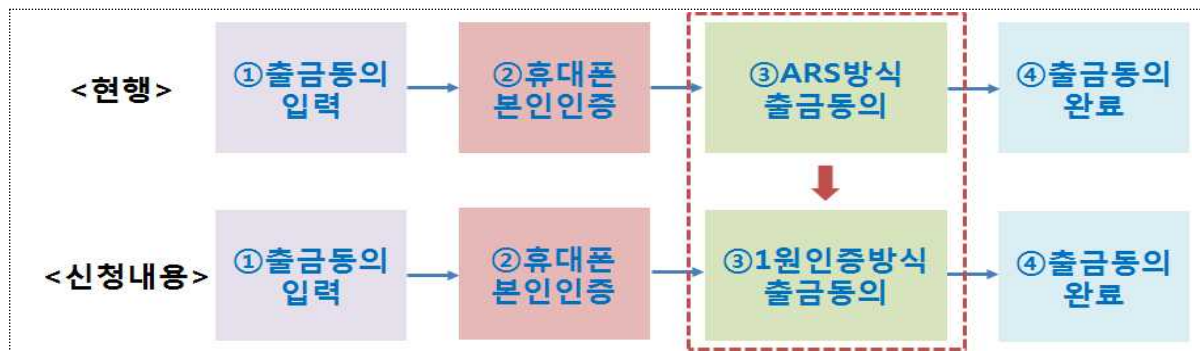 <현행>
①출금동의
입력
②휴대폰
본인인증
③ARS방식
출금동의
④출금동의
완료
<신청내용>
①출금동의
입력
②휴대폰
본인인증
③1원인증방식
출금동의
④출금동의
완료